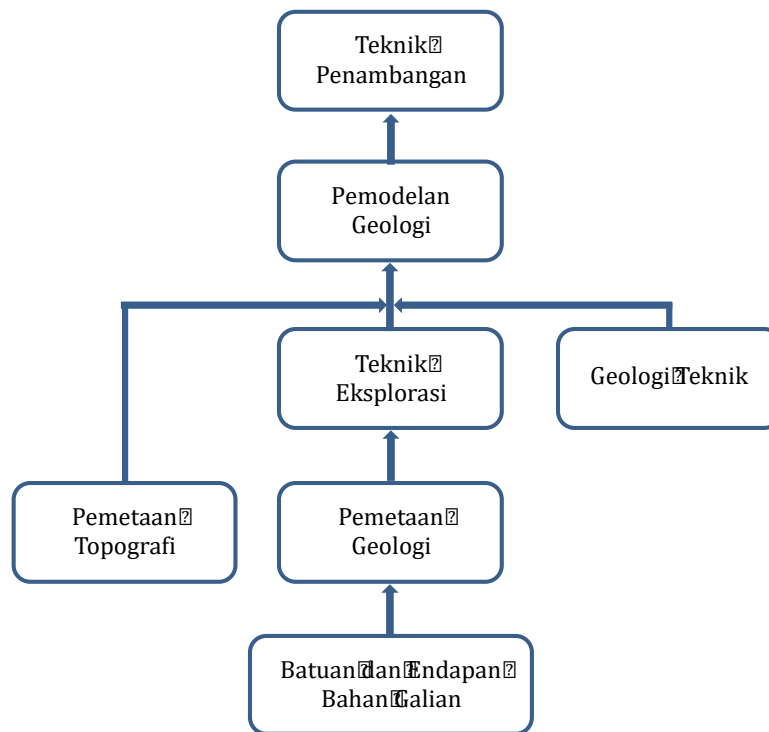 Teknik
Penambangan
Pemodelan
Geologi
Teknik
Eksplorasi
Geologi Teknik
Pemetaan
Topografi
Pemetaan
Geologi
Batuan dan Endapan
Bahan Galian